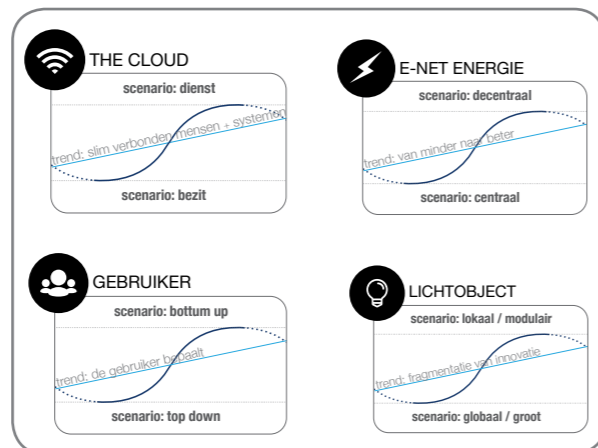 THE CLOUD
scenario: dienst
trend: slim verbonden mensen + systemen
scenario: bezit
E-NET ENERGIE
scenario: decentraal
trend: van minder naar beter
scenario: centraal
GEBRUIKER
scenario: bottum up
trend: de gebruiker bepaalt
scenario: top down
LICHTOBJECT
scenario: lokaal / modulair
trend: fragmentatie van innovatie
scenario: globaal / groot